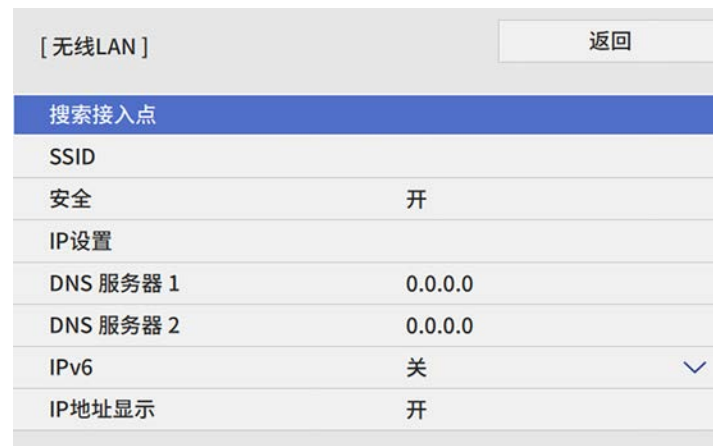 [ 无线LAN ]
返回
搜索接入点
SSID
安全 开
IP设置
DNS 服务器 1 0.0.0.0
DNS 服务器 2 0.0.0.0
IPv6 关
IP地址显示 开